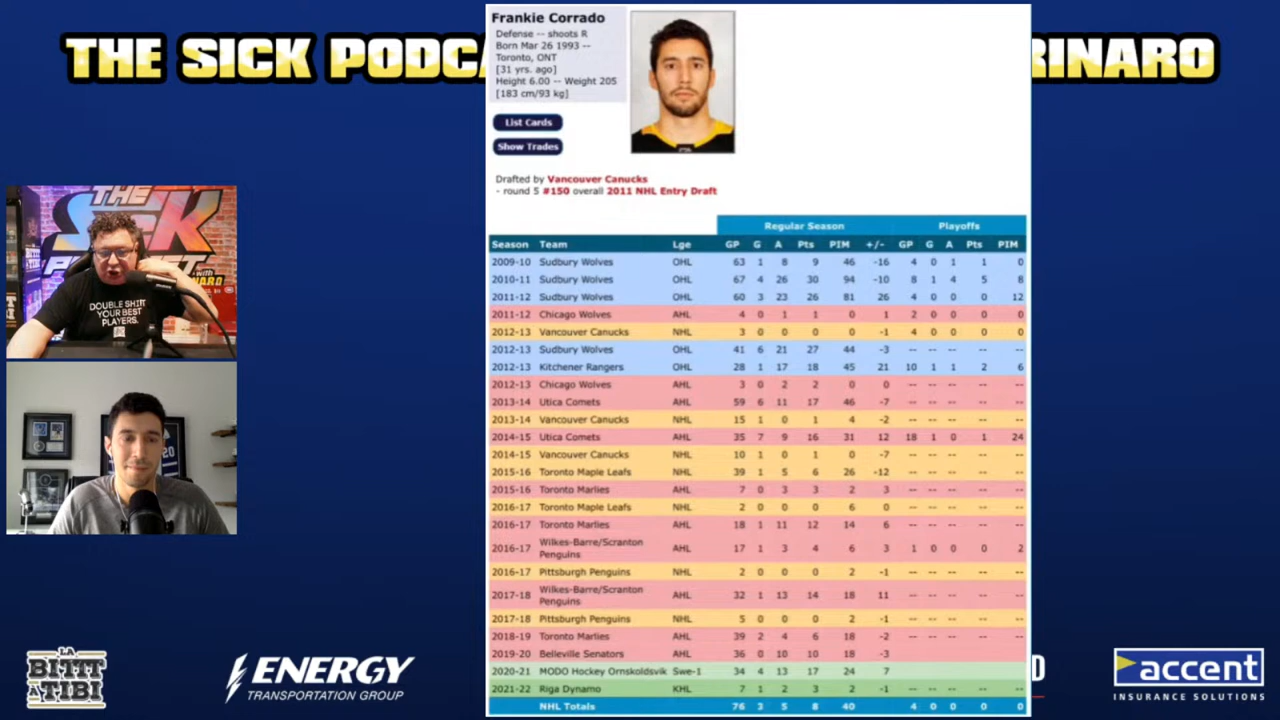 THE SICK PODCA
RINARO
Frankie Corrado
Defense -- shoots R
Born Mar 26 1993 --
Toronto, ONT
[31 yrs. ago]
Height 6.00 -- Weight 205
[183 cm/93 kg]
List Cards
Show Trades
Drafted by Vancouver Canucks
- round 5 #150 overall 2011 NHL Entry Draft
Regular Season Playoffs
Season Team Lge GP G A Pts PIM +/- GP G A Pts PIM
2009-10 Sudbury Wolves OHL 63 1 8 9 46 -16 4 0 1 1 0
2010-11 Sudbury Wolves OHL 67 4 26 30 94 -10 8 1 4 5 8
2011-12 Sudbury Wolves OHL 60 3 23 26 81 26 4 0 0 0 12
2011-12 Chicago Wolves AHL 4 0 1 1 0 1 2 0 0 0 0
2012-13 Vancouver Canucks NHL 3 0 0 0 0 -1 4 0 0 0 0
2012-13 Sudbury Wolves OHL 41 6 21 27 44 -3 -- -- -- -- --
2012-13 Kitchener Rangers OHL 28 1 17 18 45 21 10 1 1 2 6
2012-13 Chicago Wolves AHL 3 0 2 2 0 0 -- -- -- -- --
2013-14 Utica Comets AHL 59 6 11 17 46 -7 -- -- -- -- --
2013-14 Vancouver Canucks NHL 15 1 0 1 4 -2 -- -- -- -- --
2014-15 Utica Comets AHL 35 7 9 16 31 12 18 1 0 1 24
2014-15 Vancouver Canucks NHL 10 1 0 1 0 -7 -- -- -- -- --
2015-16 Toronto Maple Leafs NHL 39 1 5 6 26 -12 -- -- -- -- --
2015-16 Toronto Marlies AHL 7 0 3 3 2 3 -- -- -- -- --
2016-17 Toronto Maple Leafs NHL 2 0 0 0 6 0 -- -- -- -- --
2016-17 Toronto Marlies AHL 18 1 11 12 14 6 -- -- -- -- --
2016-17 Wilkes-Barre/Scranton Penguins AHL 17 1 3 4 6 3 1 0 0 0 2
2016-17 Pittsburgh Penguins NHL 2 0 0 0 2 -1 -- -- -- -- --
2017-18 Wilkes-Barre/Scranton Penguins AHL 32 1 13 14 18 11 -- -- -- -- --
2017-18 Pittsburgh Penguins NHL 5 0 0 0 2 -1 -- -- -- -- --
2018-19 Toronto Marlies AHL 39 2 4 6 18 -2 -- -- -- -- --
2019-20 Belleville Senators AHL 36 0 10 10 18 -3
2020-21 MODO Hockey Ornskoldsvik Swe-1 34 4 13 17 24 7
2021-22 Riga Dynamo KHL 7 1 2 3 2 -1 -- -- -- -- --
NHL Totals 76 3 5 8 40 4 0 0 0 0
THE
SICK
DOUBLE SHIFT
YOUR BEST
PLAYERS.
LA
BITTT
A TIBI
ENERGY
TRANSPORTATION GROUP
D
accent
INSURANCE SOLUTIONS